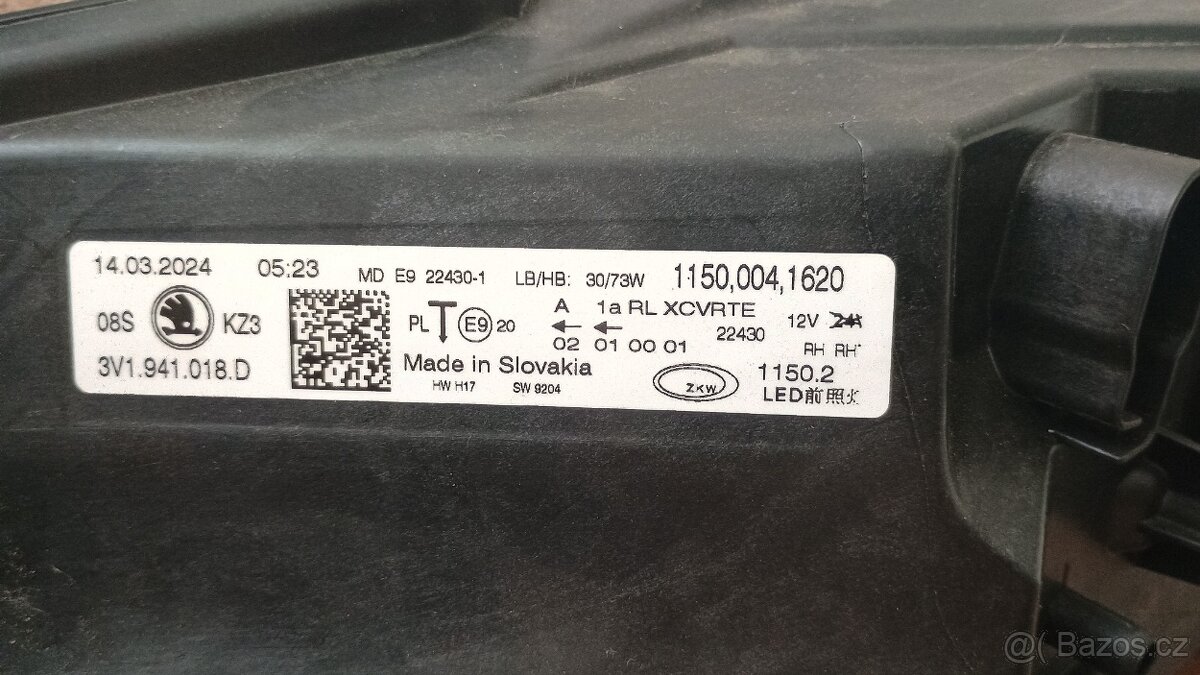 14.03.2024 05:23 MD E9 22430-1 LB/HB: 30/73W 1150,004,1620
08S KZ3 PL E9 20 A 1a RL XCVRTE 12V 24V
02 01 00 01 22430 RH RH*
3V1.941.018.D Made in Slovakia ZKW 1150.2
HW H17 SW 9204 LED前照灯
@( Bazos.cz